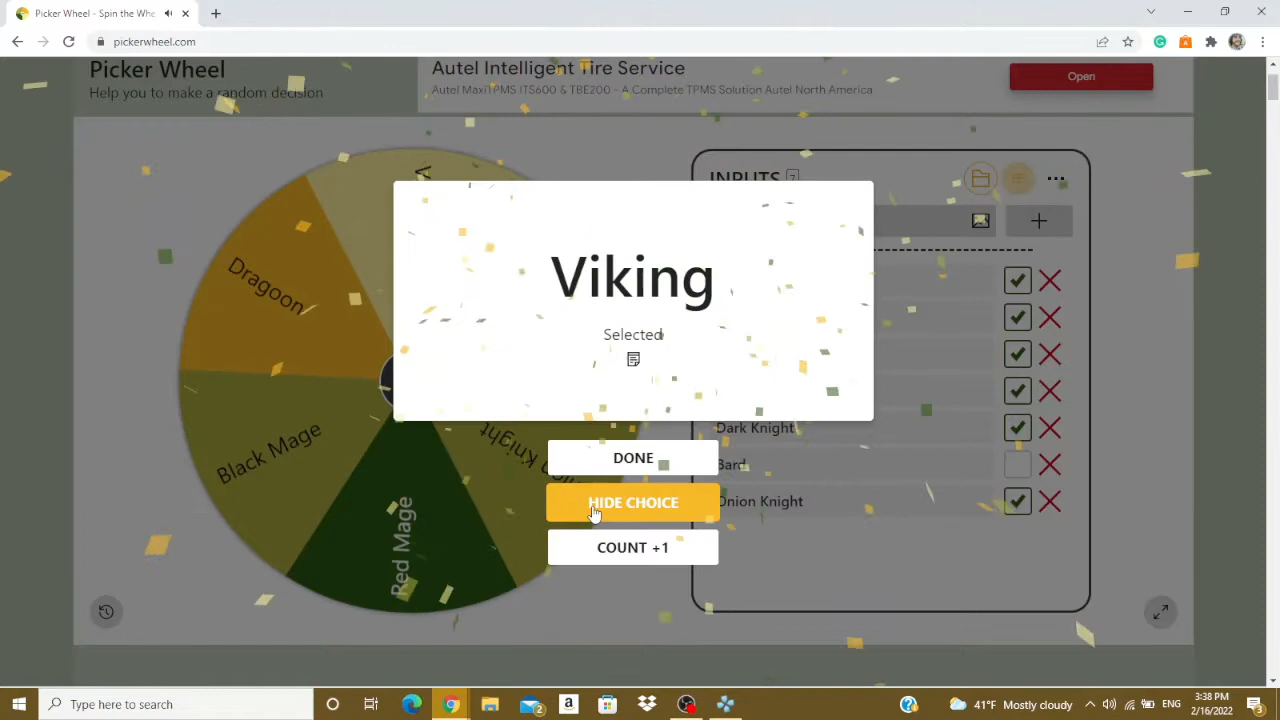 Picker Wheel - Spin the Whe
pickerwheel.com
Picker Wheel
Help you to make a random decision
Autel Intelligent Tire Service
Autel MaxiTPMS ITS600 & TBE200 - A Complete TPMS Solution Autel North America
Open
INPUTS 7
Dragoon
Black Mage
Red Mage
Viking
Selected
DONE
HIDE CHOICE
COUNT +1
Dark Knight
Bard
Onion Knight
Type here to search
2
41°F Mostly cloudy
ENG
3:38 PM
2/16/2022
3